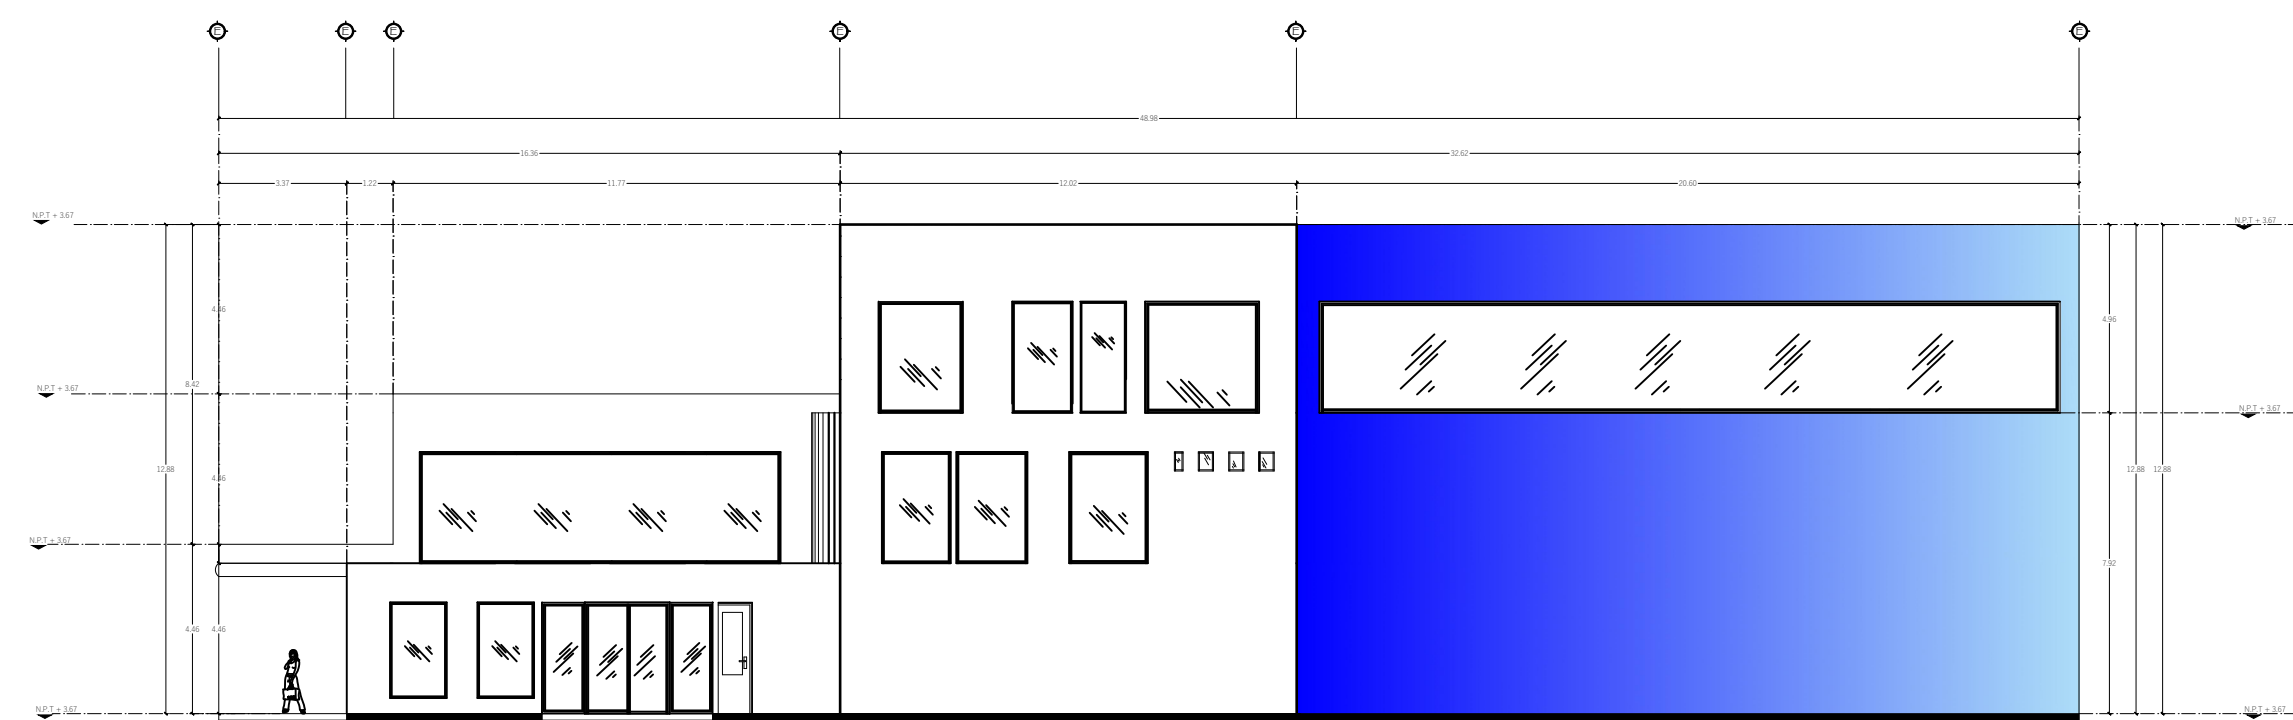 E E E E E E
48.98
16.36 32.62
3.37 1.22 11.77 12.02 20.60
N.P.T + 3.67 N.P.T + 3.67
4.46 4.96
8.42
N.P.T + 3.67 N.P.T + 3.67
12.88 4.46 12.88 12.88
N.P.T + 3.67
7.92
4.46 4.46
N.P.T + 3.67 N.P.T + 3.67